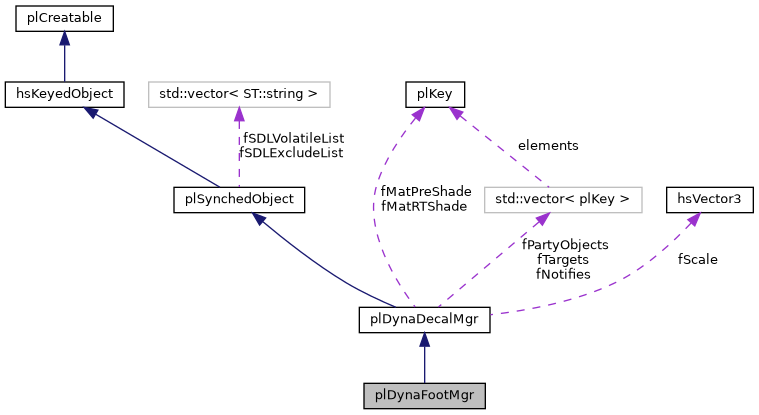 plCreatable
hsKeyedObject
std::vector< ST::string >
plKey
fSDLVolatileList
fSDLExcludeList
elements
plSynchedObject
fMatPreShade
fMatRTShade
std::vector< plKey >
hsVector3
fPartyObjects
fTargets
fNotifies
fScale
plDynaDecalMgr
plDynaFootMgr